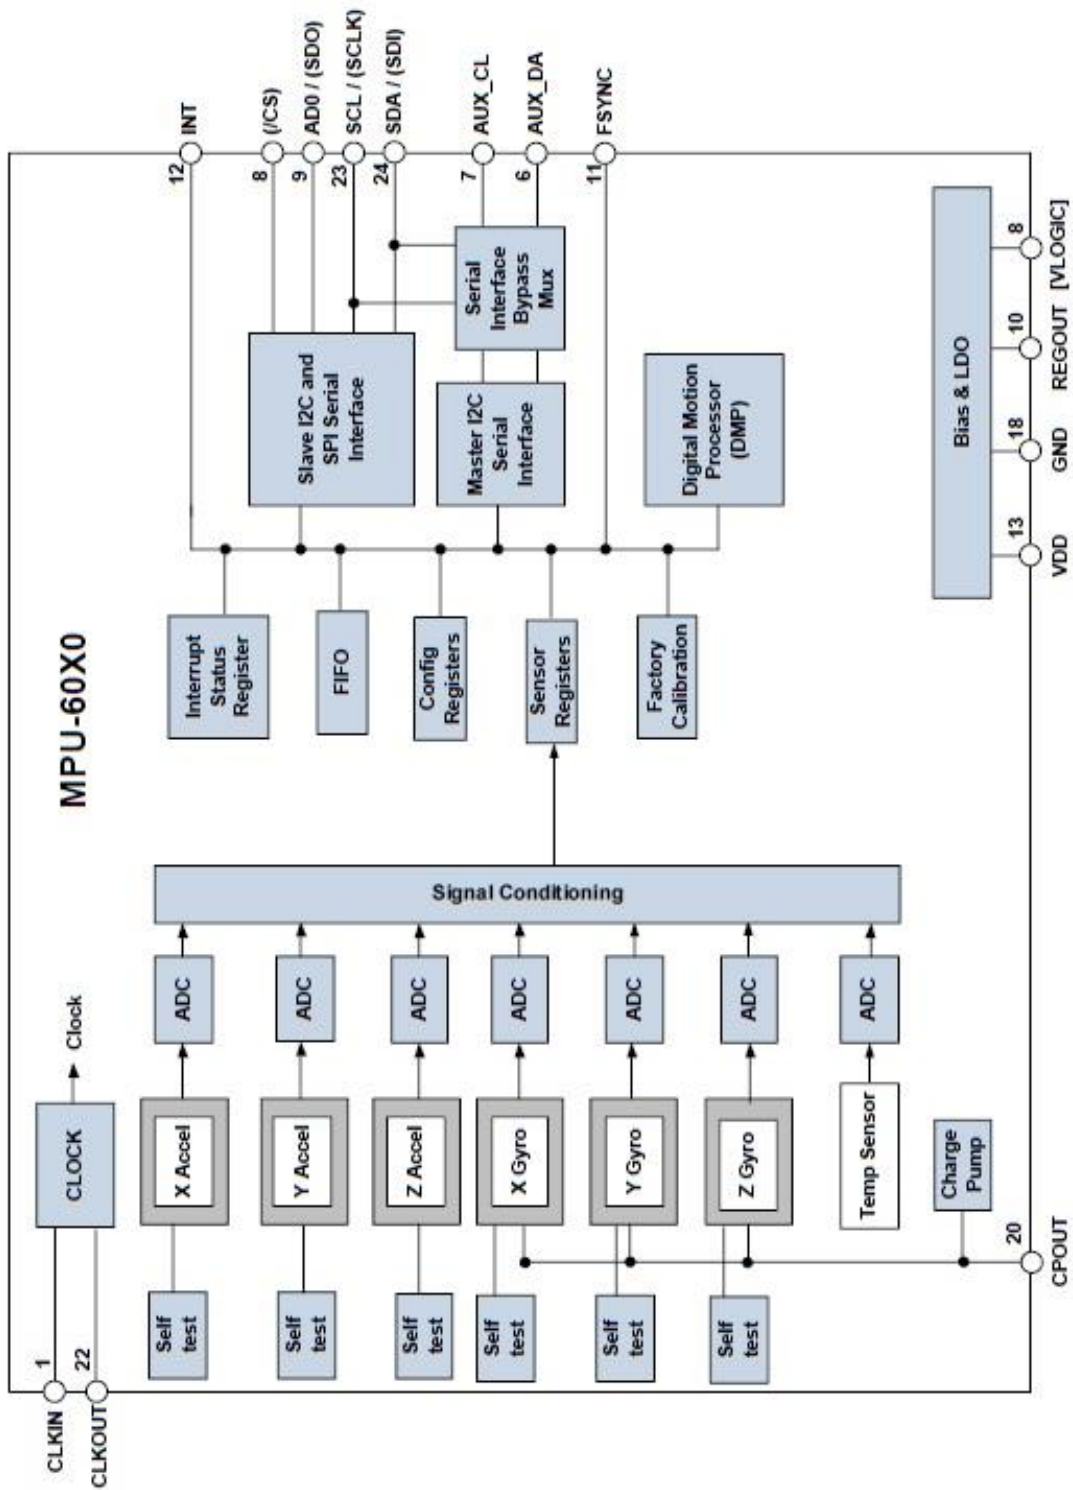 MPU-60X0
CLKIN
1
CLKOUT
22
CLOCK
Clock
Self
test
X Accel
ADC
Self
test
Y Accel
ADC
Self
test
Z Accel
ADC
Self
test
X Gyro
ADC
Self
test
Y Gyro
ADC
Self
test
Z Gyro
ADC
Temp Sensor
ADC
Signal Conditioning
Charge
Pump
20
CPOUT
Interrupt
Status
Register
FIFO
Config
Registers
Sensor
Registers
Factory
Calibration
Slave I2C and
SPI Serial
Interface
Master I2C
Serial
Interface
Serial
Interface
Bypass
Mux
Digital Motion
Processor
(DMP)
12
INT
8
(/CS)
9
AD0 / (SDO)
23
SCL / (SCLK)
24
SDA / (SDI)
7
AUX_CL
6
AUX_DA
11
FSYNC
Bias & LDO
13
18
10
8
VDD
GND
REGOUT
[VLOGIC]